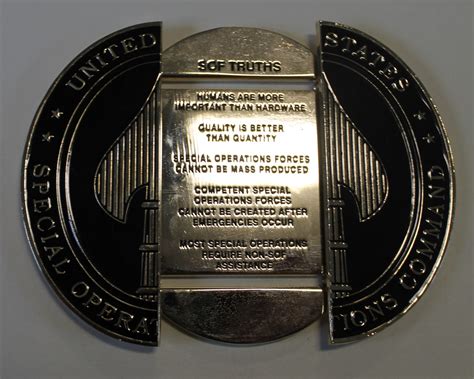 UNITED STATES
SPECIAL OPERATIONS COMMAND
SOF TRUTHS
HUMANS ARE MORE
IMPORTANT THAN HARDWARE
QUALITY IS BETTER
THAN QUANTITY
SPECIAL OPERATIONS FORCES
CANNOT BE MASS PRODUCED
COMPETENT SPECIAL
OPERATIONS FORCES
CANNOT BE CREATED AFTER
EMERGENCIES OCCUR
MOST SPECIAL OPERATIONS
REQUIRE NON-SOF
ASSISTANCE